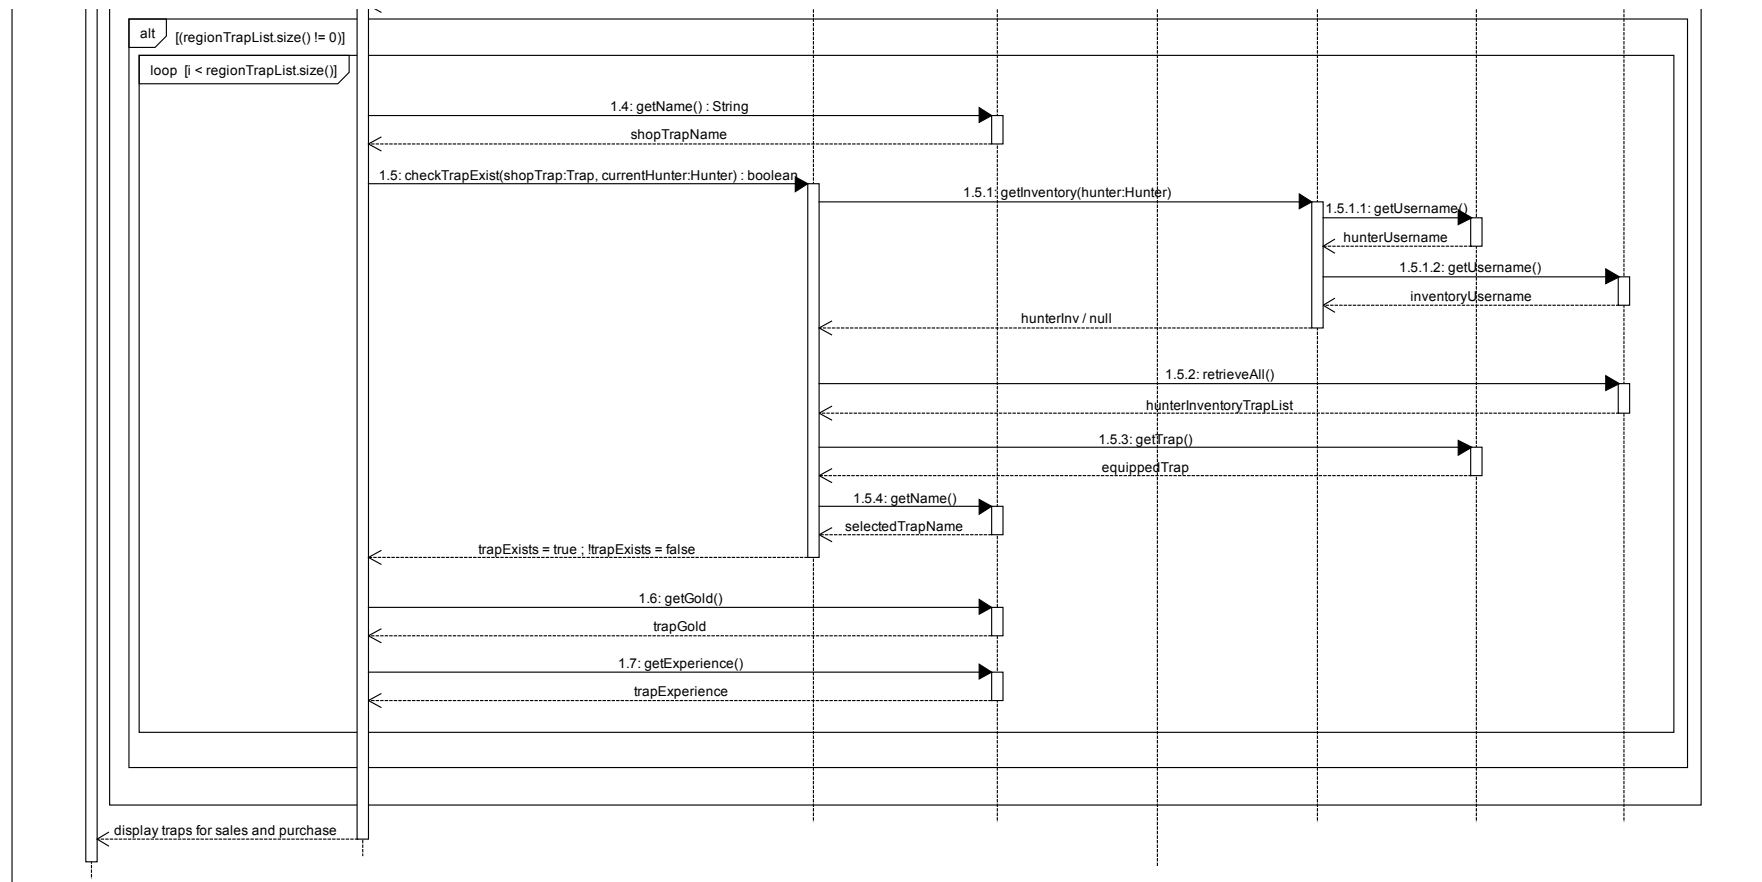 alt
[(regionTrapList.size() != 0)]
loop [i < regionTrapList.size()]
1.4: getName() : String
shopTrapName
1.5: checkTrapExist(shopTrap:Trap, currentHunter:Hunter) : boolean
1.5.1: getInventory(hunter:Hunter)
1.5.1.1: getUsername()
hunterUsername
1.5.1.2: getUsername()
inventoryUsername
hunterInv / null
1.5.2: retrieveAll()
hunterInventoryTrapList
1.5.3: getTrap()
equippedTrap
1.5.4: getName()
selectedTrapName
trapExists = true ; !trapExists = false
1.6: getGold()
trapGold
1.7: getExperience()
trapExperience
display traps for sales and purchase